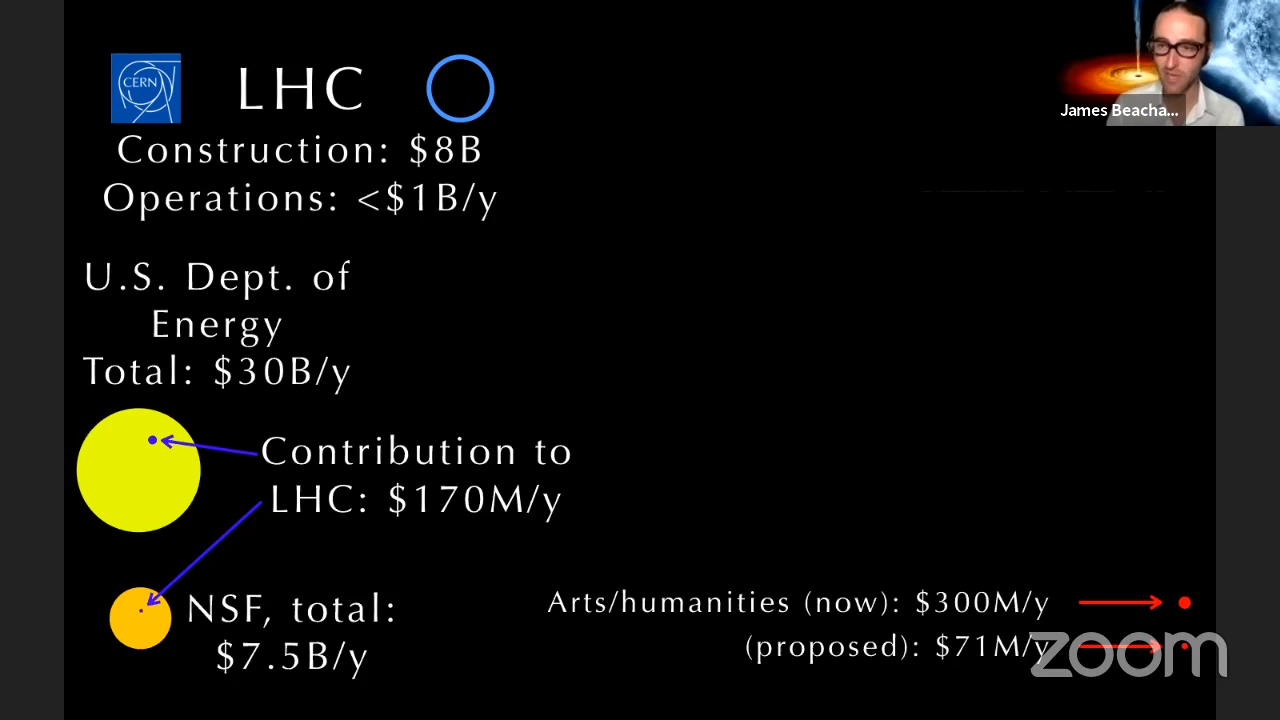 CERN
LHC
Construction: $8B
Operations: <$1B/y
U.S. Dept. of
Energy
Total: $30B/y
Contribution to
LHC: $170M/y
NSF, total:
$7.5B/y
Arts/humanities (now): $300M/y
(proposed): $71M/y
James Beacha...
zoom